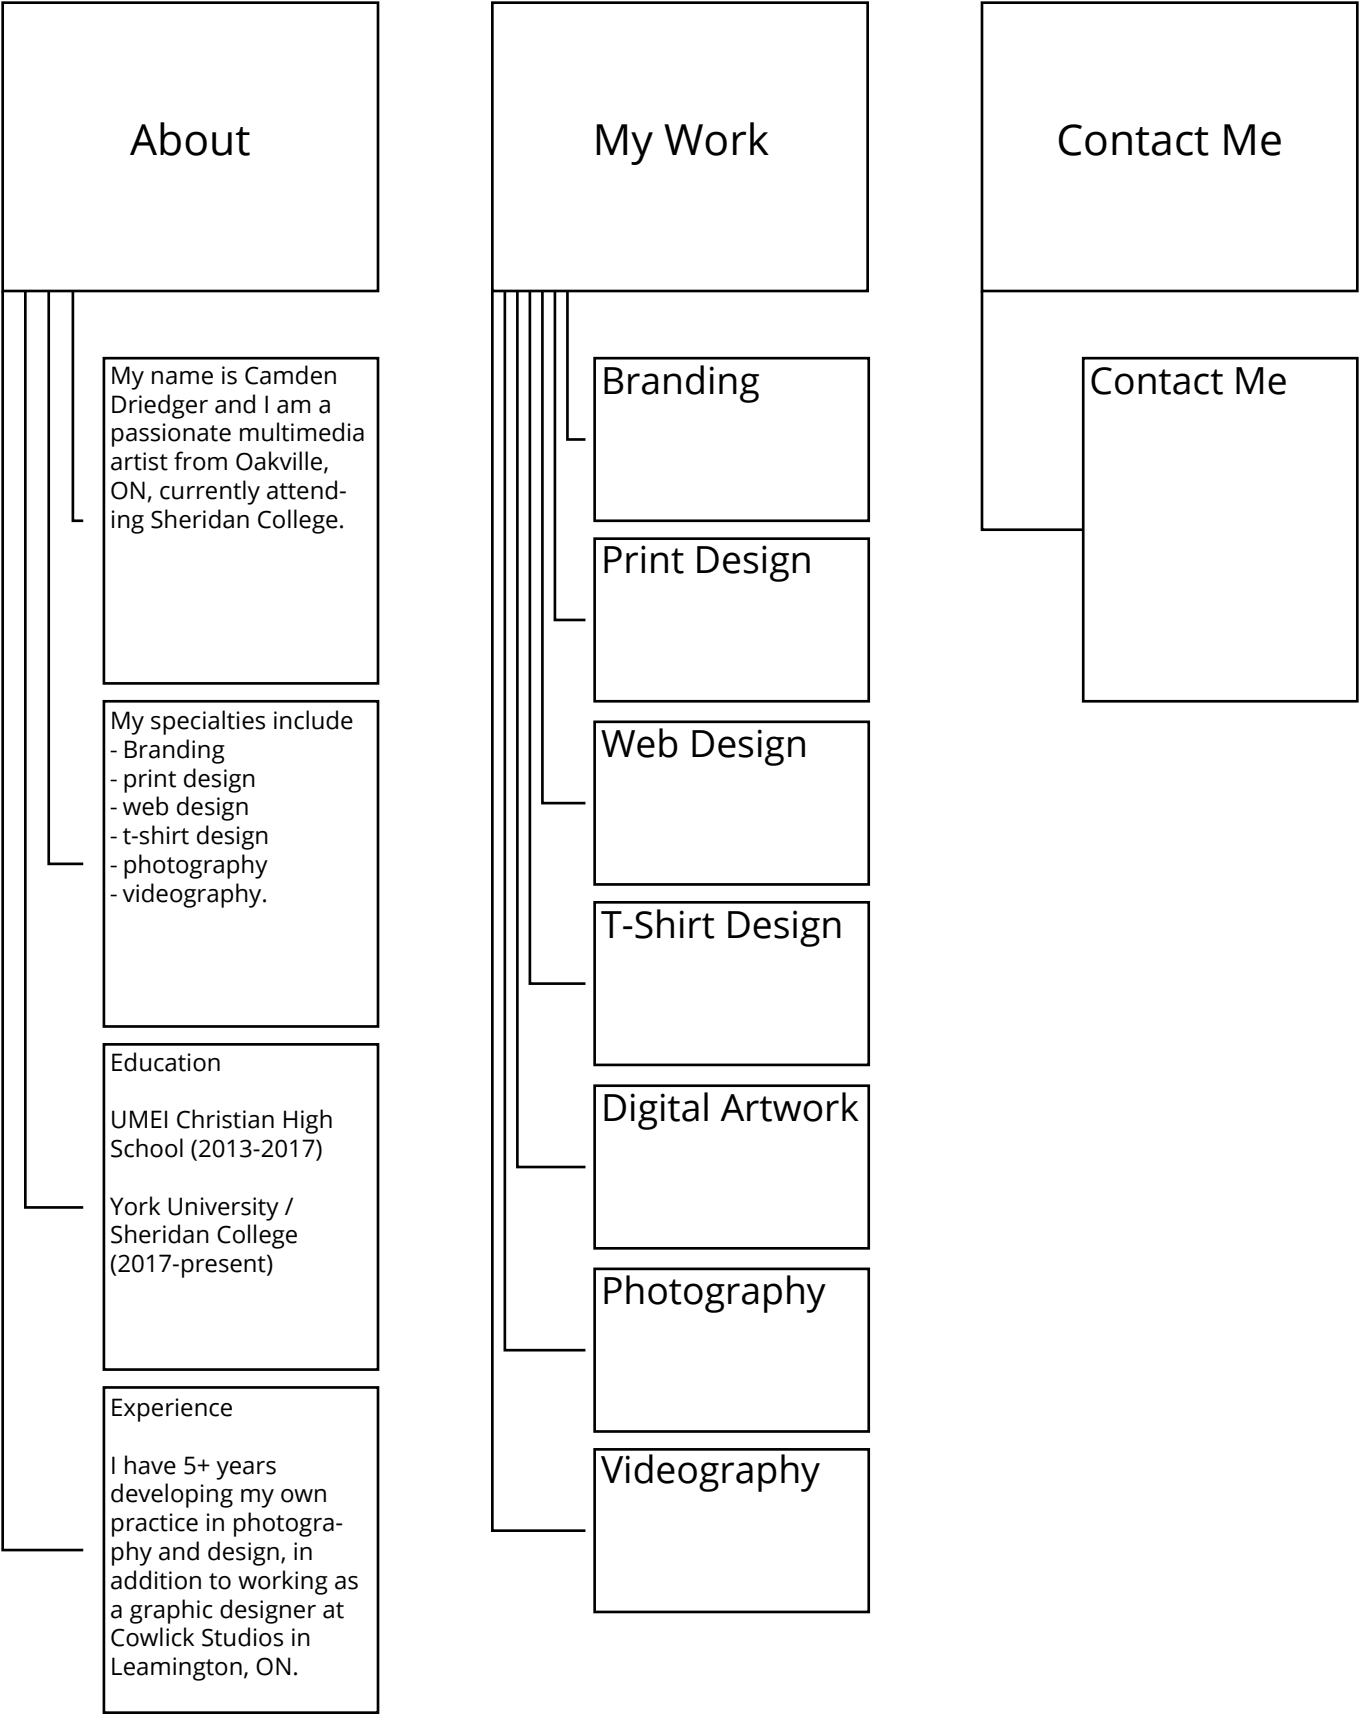 About
My name is Camden
Driedger and I am a
passionate multimedia
artist from Oakville,
ON, currently attend-
ing Sheridan College.
My specialties include
- Branding
- print design
- web design
- t-shirt design
- photography
- videography.
Education
UMEI Christian High
School (2013-2017)
York University /
Sheridan College
(2017-present)
Experience
I have 5+ years
developing my own
practice in photogra-
phy and design, in
addition to working as
a graphic designer at
Cowlick Studios in
Leamington, ON.
My Work
Branding
Print Design
Web Design
T-Shirt Design
Digital Artwork
Photography
Videography
Contact Me
Contact Me